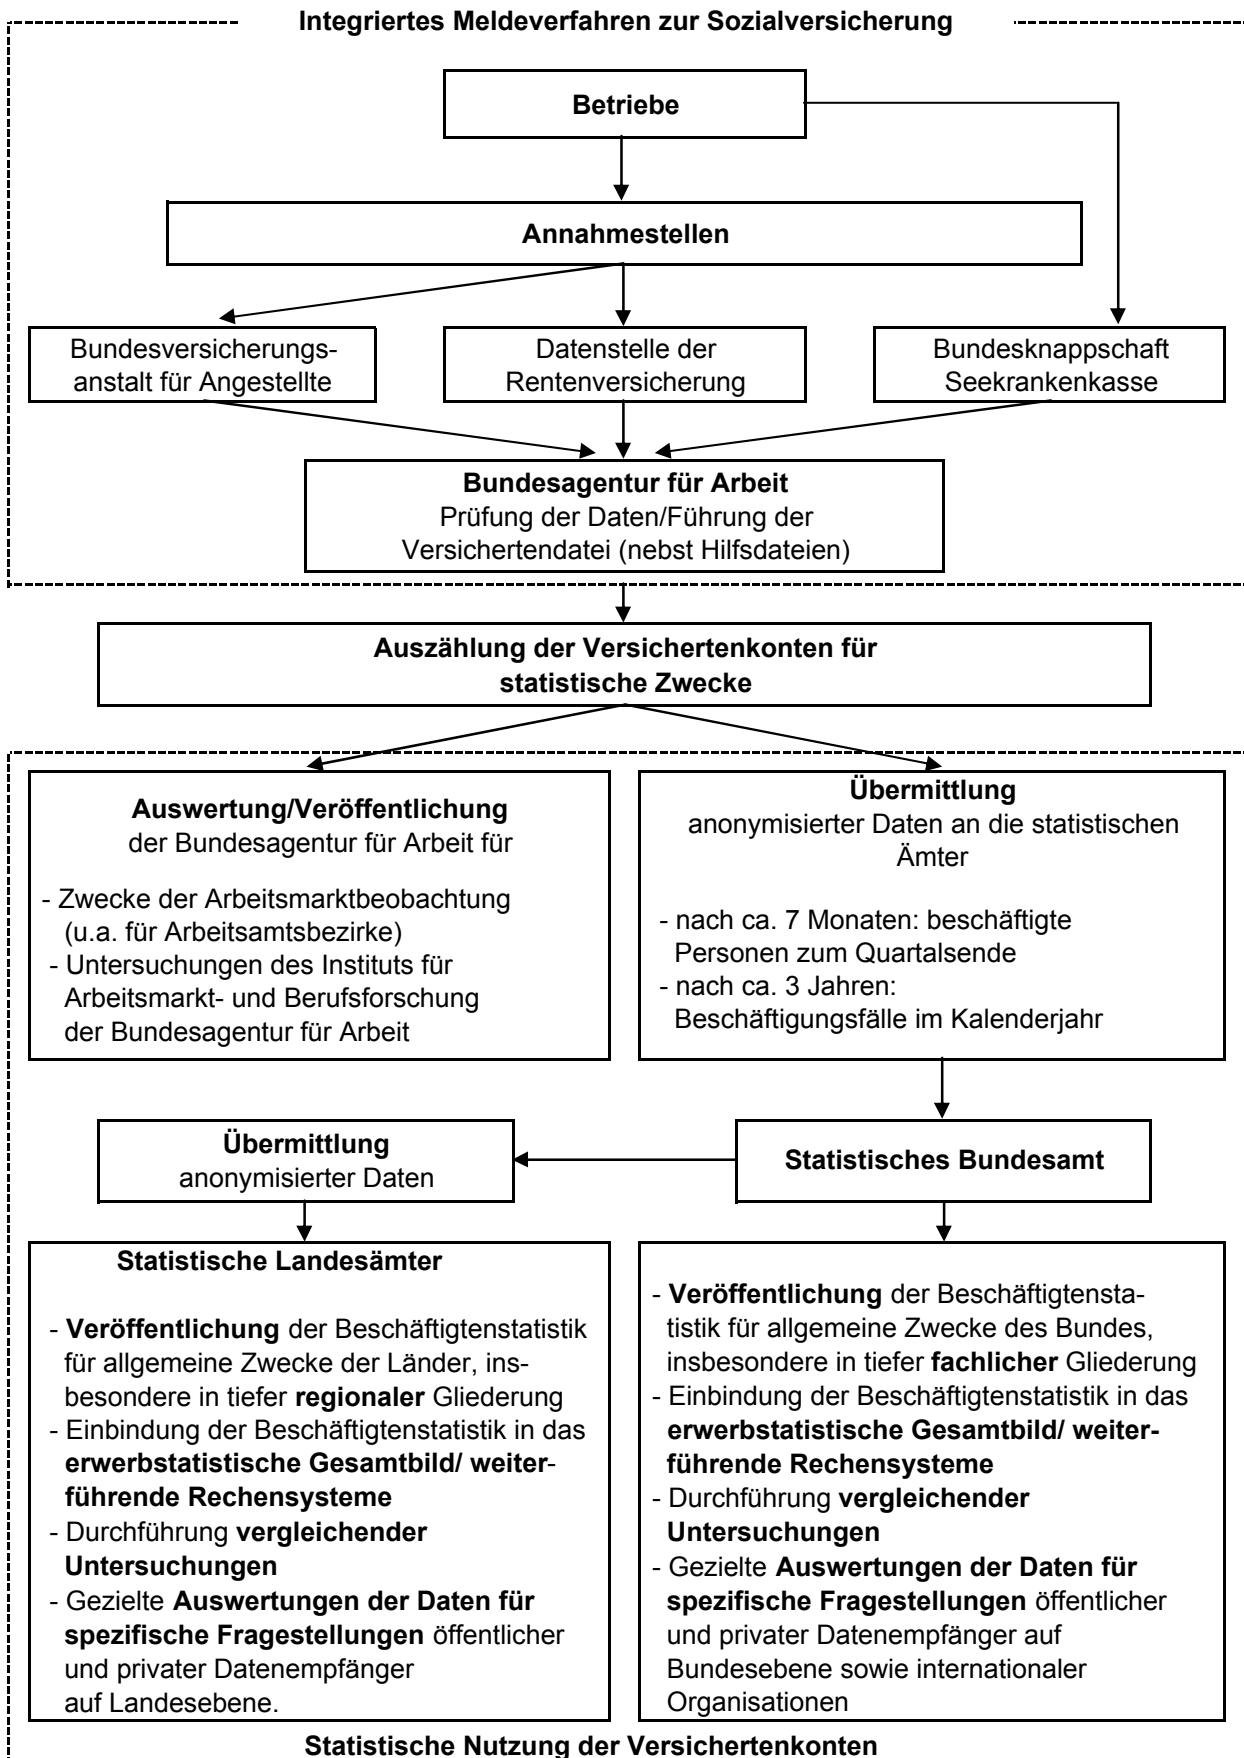 Integriertes Meldeverfahren zur Sozialversicherung
Betriebe
Annahmestellen
Bundesversicherungs-
anstalt für Angestellte
Datenstelle der
Rentenversicherung
Bundesknappschaft
Seekrankenkasse
Bundesagentur für Arbeit
Prüfung der Daten/Führung der
Versichertendatei (nebst Hilfsdateien)
Auszählung der Versichertenkonten für
statistische Zwecke
Auswertung/Veröffentlichung
der Bundesagentur für Arbeit für
- Zwecke der Arbeitsmarktbeobachtung
(u.a. für Arbeitsamtsbezirke)
- Untersuchungen des Instituts für
Arbeitsmarkt- und Berufsforschung
der Bundesagentur für Arbeit
Übermittlung
anonymisierter Daten an die statistischen
Ämter
- nach ca. 7 Monaten: beschäftigte
Personen zum Quartalsende
- nach ca. 3 Jahren:
Beschäftigungsfälle im Kalenderjahr
Übermittlung
anonymisierter Daten
Statistisches Bundesamt
Statistische Landesämter
- Veröffentlichung der Beschäftigtenstatistik
für allgemeine Zwecke der Länder, ins-
besondere in tiefer regionaler Gliederung
- Einbindung der Beschäftigtenstatistik in das
erwerbstatistische Gesamtbild/ weiter-
führende Rechensysteme
- Durchführung vergleichender
Untersuchungen
- Gezielte Auswertungen der Daten für
spezifische Fragestellungen öffentlicher
und privater Datenempfänger
auf Landesebene.
- Veröffentlichung der Beschäftigtensta-
tistik für allgemeine Zwecke des Bundes,
insbesondere in tiefer fachlicher Gliederung
- Einbindung der Beschäftigtenstatistik in das
erwerbstatistische Gesamtbild/ weiter-
führende Rechensysteme
- Durchführung vergleichender
Untersuchungen
- Gezielte Auswertungen der Daten für
spezifische Fragestellungen öffentlicher
und privater Datenempfänger auf
Bundesebene sowie internationaler
Organisationen
Statistische Nutzung der Versichertenkonten